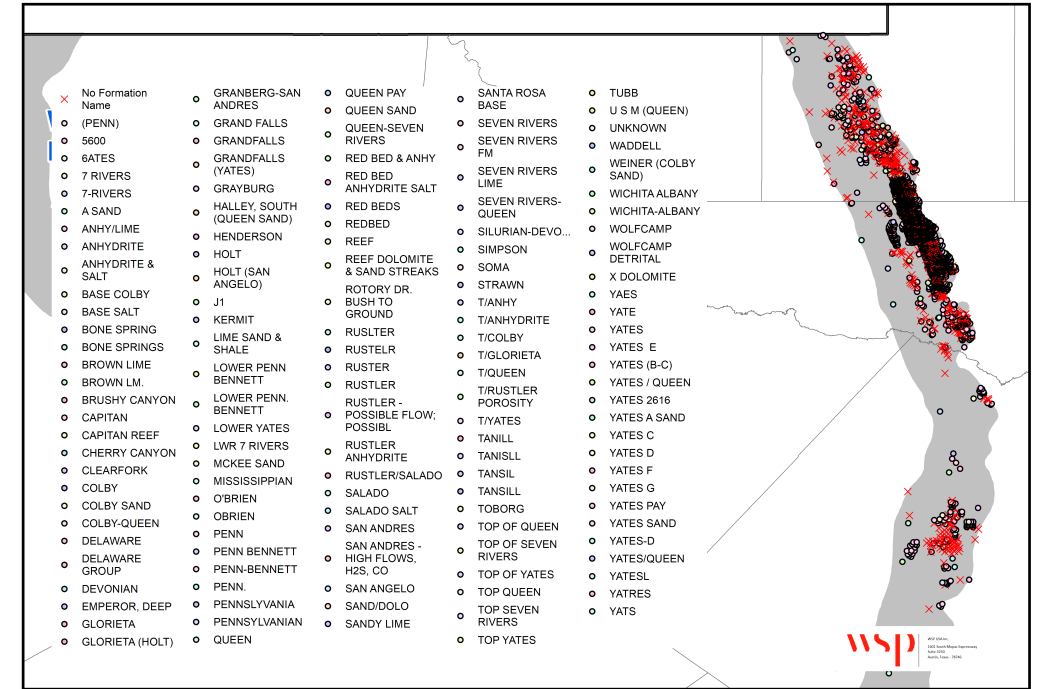 No Formation
Name
(PENN)
5600
6ATES
7 RIVERS
7-RIVERS
A SAND
ANHY/LIME
ANHYDRITE
ANHYDRITE &
SALT
BASE COLBY
BASE SALT
BONE SPRING
BONE SPRINGS
BROWN LIME
BROWN LM.
BRUSHY CANYON
CAPITAN
CAPITAN REEF
CHERRY CANYON
CLEARFORK
COLBY
COLBY SAND
COLBY-QUEEN
DELAWARE
DELAWARE
GROUP
DEVONIAN
EMPEROR, DEEP
GLORIETA
GLORIETA (HOLT)
GRANBERG-SAN
ANDRES
GRAND FALLS
GRANDFALLS
GRANDFALLS
(YATES)
GRAYBURG
HALLEY, SOUTH
(QUEEN SAND)
HENDERSON
HOLT
HOLT (SAN
ANGELO)
J1
KERMIT
LIME SAND &
SHALE
LOWER PENN
BENNETT
LOWER PENN.
BENNETT
LOWER YATES
LWR 7 RIVERS
MCKEE SAND
MISSISSIPPIAN
O'BRIEN
OBRIEN
PENN
PENN BENNETT
PENN-BENNETT
PENN.
PENNSLYVANIA
PENNSYLVANIAN
QUEEN
QUEEN PAY
QUEEN SAND
QUEEN-SEVEN
RIVERS
RED BED & ANHY
RED BED
ANHYDRITE SALT
RED BEDS
REDBED
REEF
REEF DOLOMITE
& SAND STREAKS
ROTORY DR.
BUSH TO
GROUND
RUSLTER
RUSTELR
RUSTER
RUSTLER
RUSTLER -
POSSIBLE FLOW;
POSSIBL
RUSTLER
ANHYDRITE
RUSTLER/SALADO
SALADO
SALADO SALT
SAN ANDRES
SAN ANDRES -
HIGH FLOWS,
H2S, CO
SAN ANGELO
SAND/DOLO
SANDY LIME
SANTA ROSA
BASE
SEVEN RIVERS
SEVEN RIVERS
FM
SEVEN RIVERS
LIME
SEVEN RIVERS-
QUEEN
SILURIAN-DEVO...
SIMPSON
SOMA
STRAWN
T/ANHY
T/ANHYDRITE
T/COLBY
T/GLORIETA
T/QUEEN
T/RUSTLER
POROSITY
T/YATES
TANILL
TANISLL
TANSIL
TANSILL
TOBORG
TOP OF QUEEN
TOP OF SEVEN
RIVERS
TOP OF YATES
TOP QUEEN
TOP SEVEN
RIVERS
TOP YATES
TUBB
U S M (QUEEN)
UNKNOWN
WADDELL
WEINER (COLBY
SAND)
WICHITA ALBANY
WICHITA-ALBANY
WOLFCAMP
WOLFCAMP
DETRITAL
X DOLOMITE
YAES
YATE
YATES
YATES E
YATES (B-C)
YATES / QUEEN
YATES 2616
YATES A SAND
YATES C
YATES D
YATES F
YATES G
YATES PAY
YATES SAND
YATES-D
YATES/QUEEN
YATESL
YATRES
YATS
wsp
WSP USA Inc.
1601 South Mopac Expressway
Austin, Texas - 78746